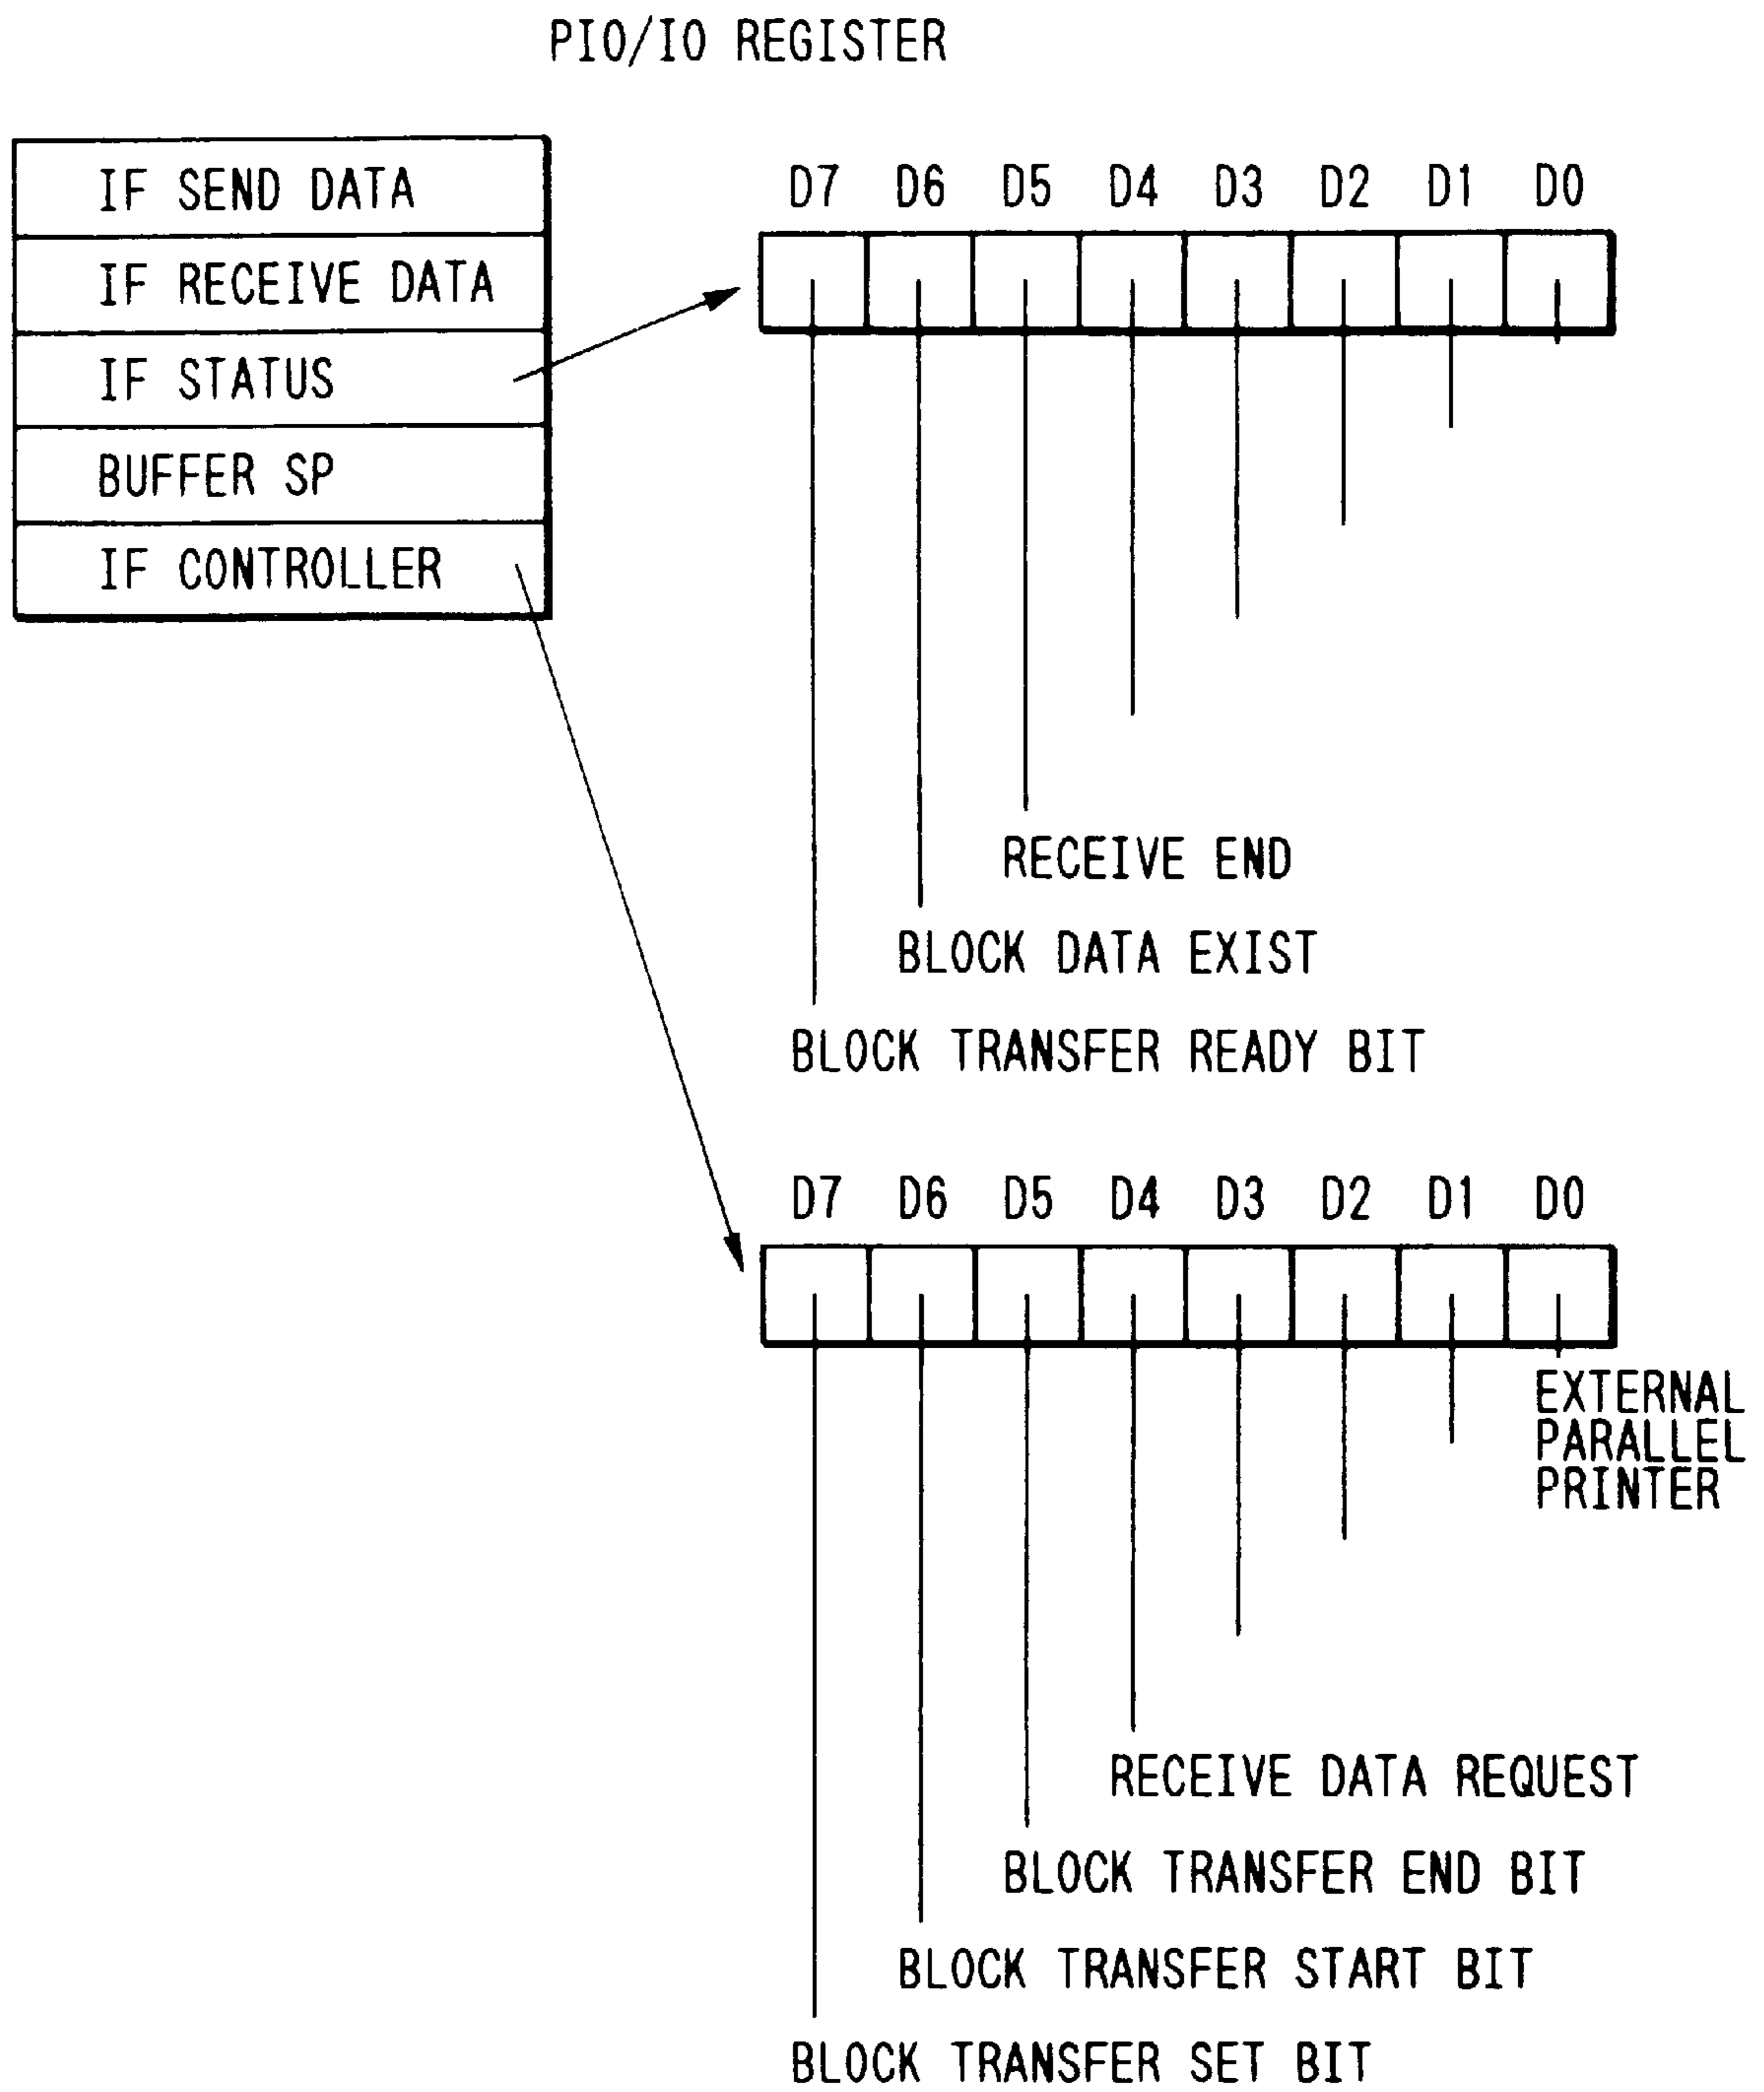 PIO/IO REGISTER
IF SEND DATA
IF RECEIVE DATA
IF STATUS
BUFFER SP
IF CONTROLLER
D7 D6 D5 D4 D3 D2 D1 D0
RECEIVE END
BLOCK DATA EXIST
BLOCK TRANSFER READY BIT
D7 D6 D5 D4 D3 D2 D1 D0
EXTERNAL
PARALLEL
PRINTER
RECEIVE DATA REQUEST
BLOCK TRANSFER END BIT
BLOCK TRANSFER START BIT
BLOCK TRANSFER SET BIT